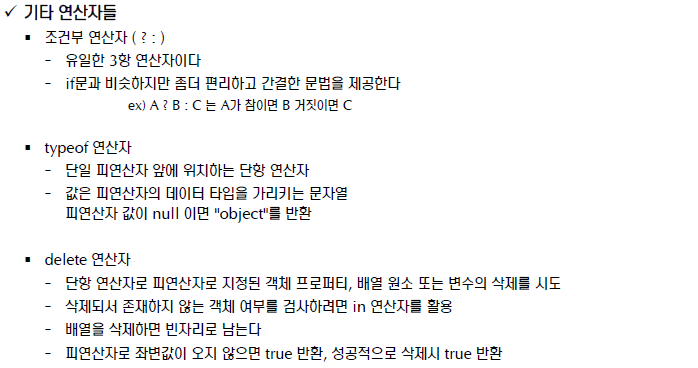 ✓ 기타 연산자들
▪ 조건부 연산자 ( ? : )
- 유일한 3항 연산자이다
- if문과 비슷하지만 좀더 편리하고 간결한 문법을 제공한다
ex) A ? B : C 는 A가 참이면 B 거짓이면 C
▪ typeof 연산자
- 단일 피연산자 앞에 위치하는 단항 연산자
- 값은 피연산자의 데이터 타입을 가리키는 문자열
피연산자 값이 null 이면 "object"를 반환
▪ delete 연산자
- 단항 연산자로 피연산자로 지정된 객체 프로퍼티, 배열 원소 또는 변수의 삭제를 시도
- 삭제되서 존재하지 않는 객체 여부를 검사하려면 in 연산자를 활용
- 배열을 삭제하면 빈자리로 남는다
- 피연산자로 좌변값이 오지 않으면 true 반환, 성공적으로 삭제시 true 반환